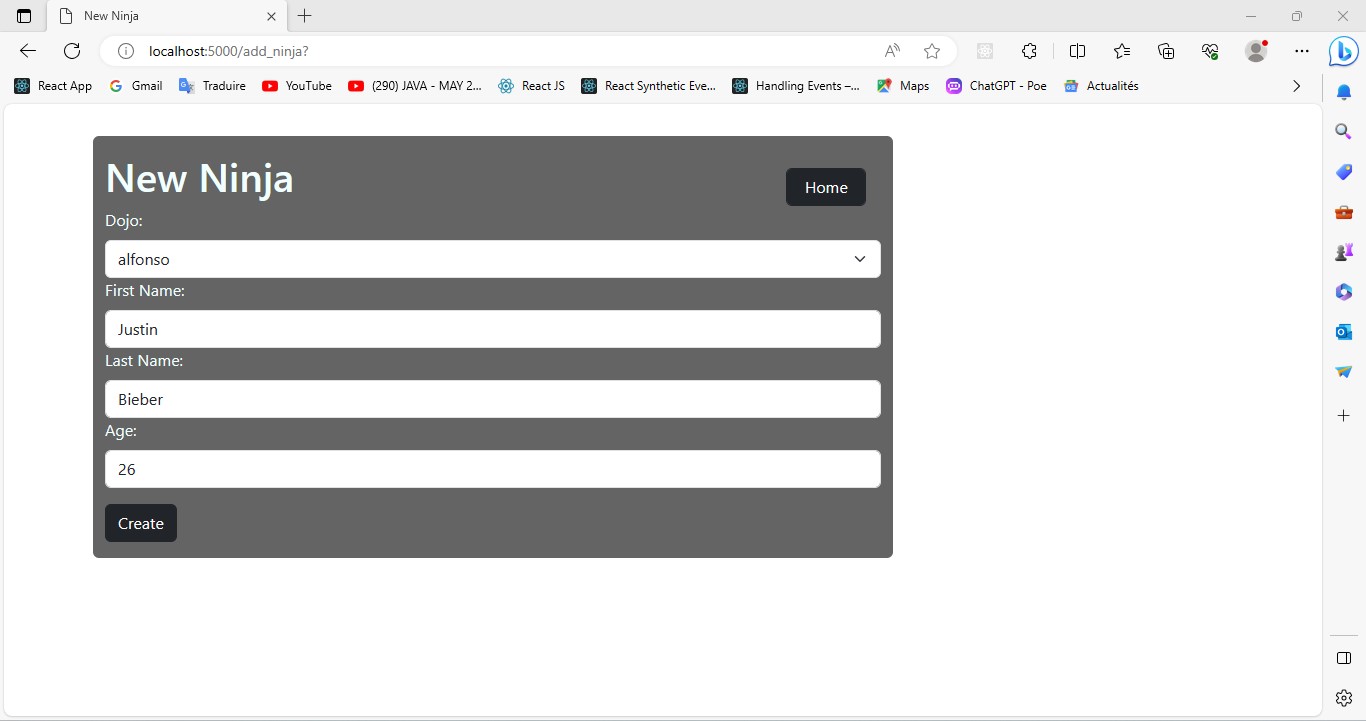 New Ninja
localhost:5000/add_ninja?
React App Gmail Traduire YouTube (290) JAVA - MAY 2... React JS React Synthetic Eve... Handling Events –... Maps ChatGPT - Poe Actualités
New Ninja
Home
Dojo:
alfonso
First Name:
Justin
Last Name:
Bieber
Age:
26
Create